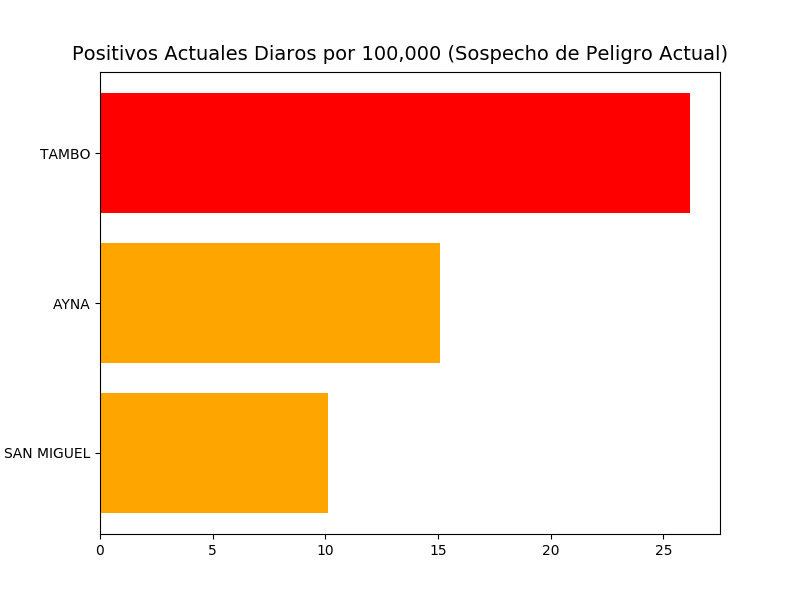 Positivos Actuales Diaros por 100,000 (Sospecho de Peligro Actual)
TAMBO
AYNA
SAN MIGUEL
0 5 10 15 20 25